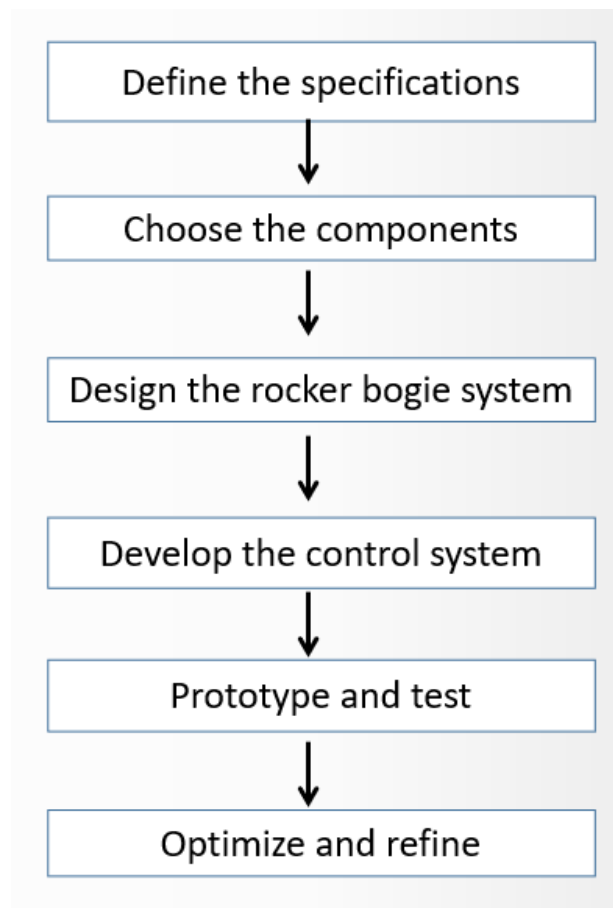 Define the specifications
Choose the components
Design the rocker bogie system
Develop the control system
Prototype and test
Optimize and refine